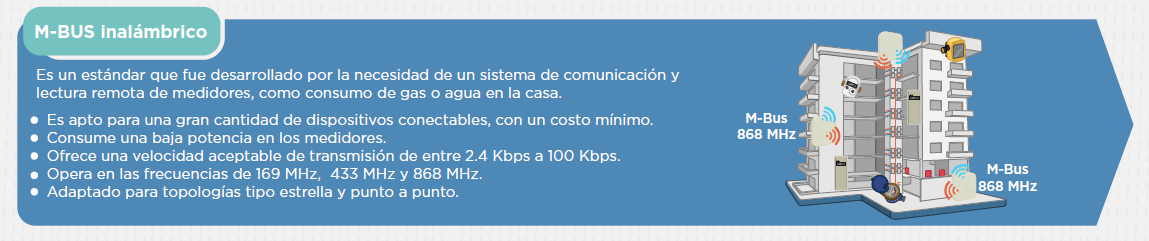 M-BUS inalámbrico
Es un estándar que fue desarrollado por la necesidad de un sistema de comunicación y
lectura remota de medidores, como consumo de gas o agua en la casa.
• Es apto para una gran cantidad de dispositivos conectables, con un costo mínimo.
• Consume una baja potencia en los medidores.
• Ofrece una velocidad aceptable de transmisión de entre 2.4 Kbps a 100 Kbps.
• Opera en las frecuencias de 169 MHz, 433 MHz y 868 MHz.
• Adaptado para topologías tipo estrella y punto a punto.
M-Bus
868 MHz
M-Bus
868 MHz